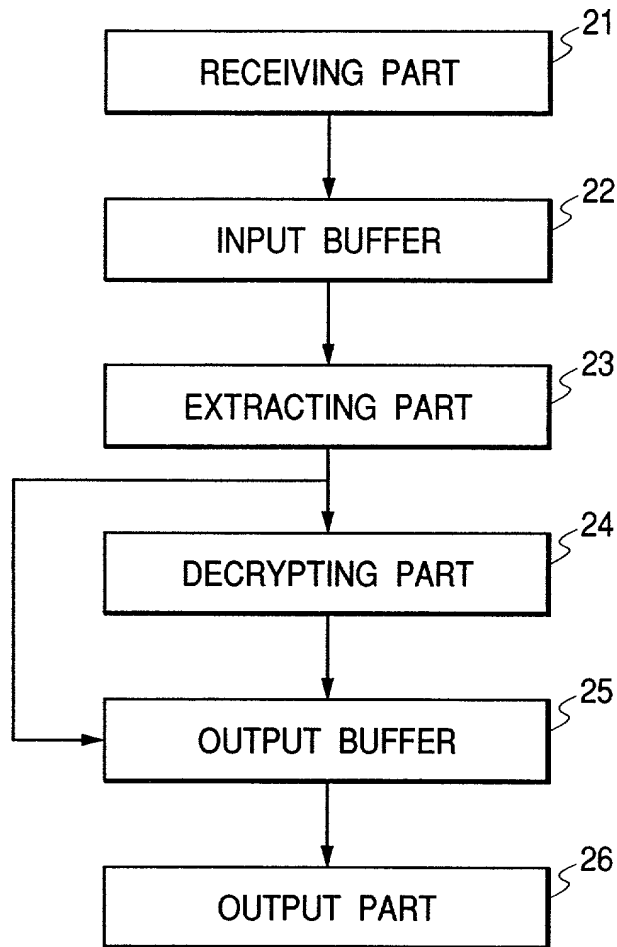 21
RECEIVING PART
22
INPUT BUFFER
23
EXTRACTING PART
24
DECRYPTING PART
25
OUTPUT BUFFER
26
OUTPUT PART